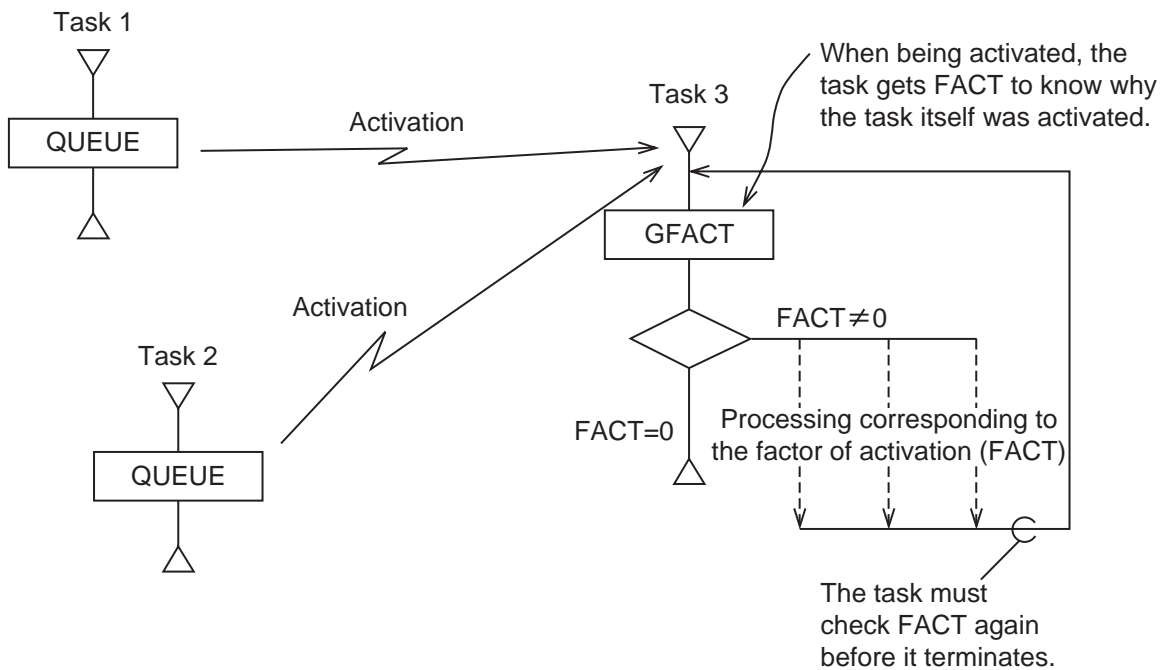 Task 1
QUEUE
Activation
Task 3
When being activated, the
task gets FACT to know why
the task itself was activated.
GFACT
Activation
Task 2
QUEUE
FACT≠0
FACT=0
Processing corresponding to
the factor of activation (FACT)
The task must
check FACT again
before it terminates.